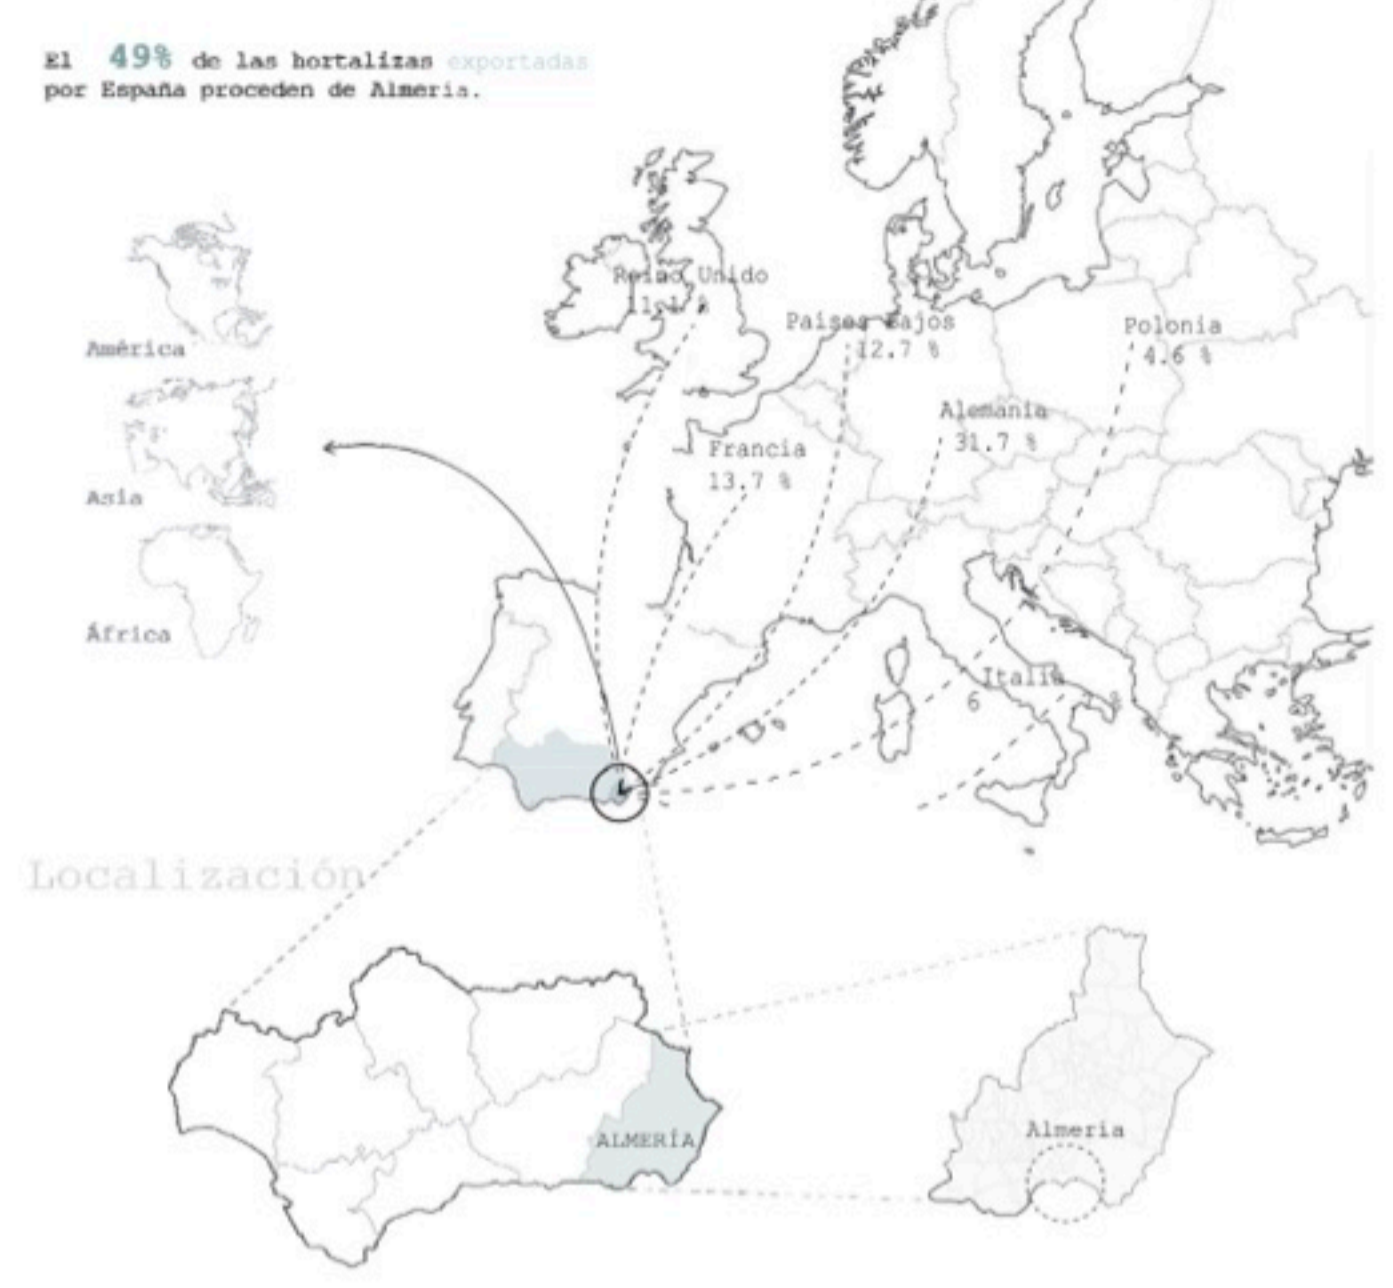 El 49% de las hortalizas exportadas
por España proceden de Almería.
Reino Unido
11.1 %
Países Bajos
12.7 %
Polonia
4.6 %
Alemania
31.7 %
Francia
13.7 %
Italia
6 %
América
Asia
África
Localización
ALMERÍA
Almeria